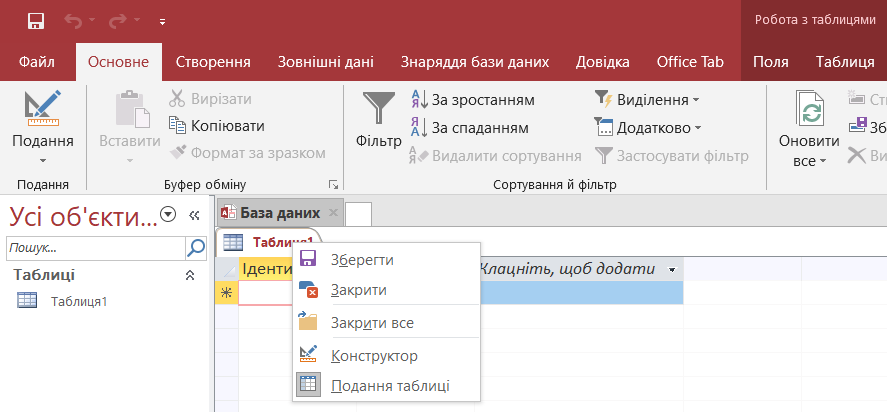 Робота з таблицями
Файл Основне Створення Зовнішні дані Знаряддя бази даних Довідка Office Tab Поля Таблиця
Подання
Подання
Вставити
Вирізати
Копіювати
Формат за зразком
Буфер обміну
Фільтр
За зростанням
За спаданням
Видалити сортування
Виділення
Додатково
Застосувати фільтр
Сортування й фільтр
Оновити
все
Ст
Зб
Ви
Усі об'єкти...
Пошук...
Таблиці
Таблиця1
База даних
Таблиця1
Іденти
Клацніть, щоб додати
Зберегти
Закрити
Закрити все
Конструктор
Подання таблиці